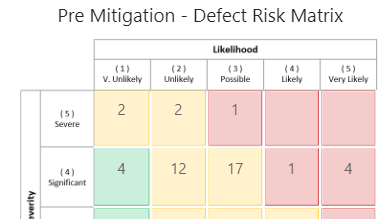 Pre Mitigation - Defect Risk Matrix
Likelihood
( 1 ) ( 2 ) ( 3 ) ( 4 ) ( 5 )
V. Unlikely Unlikely Possible Likely Very Likely
( 5 )
Severe
2 2 1
( 4 )
Significant
4 12 17 1 4